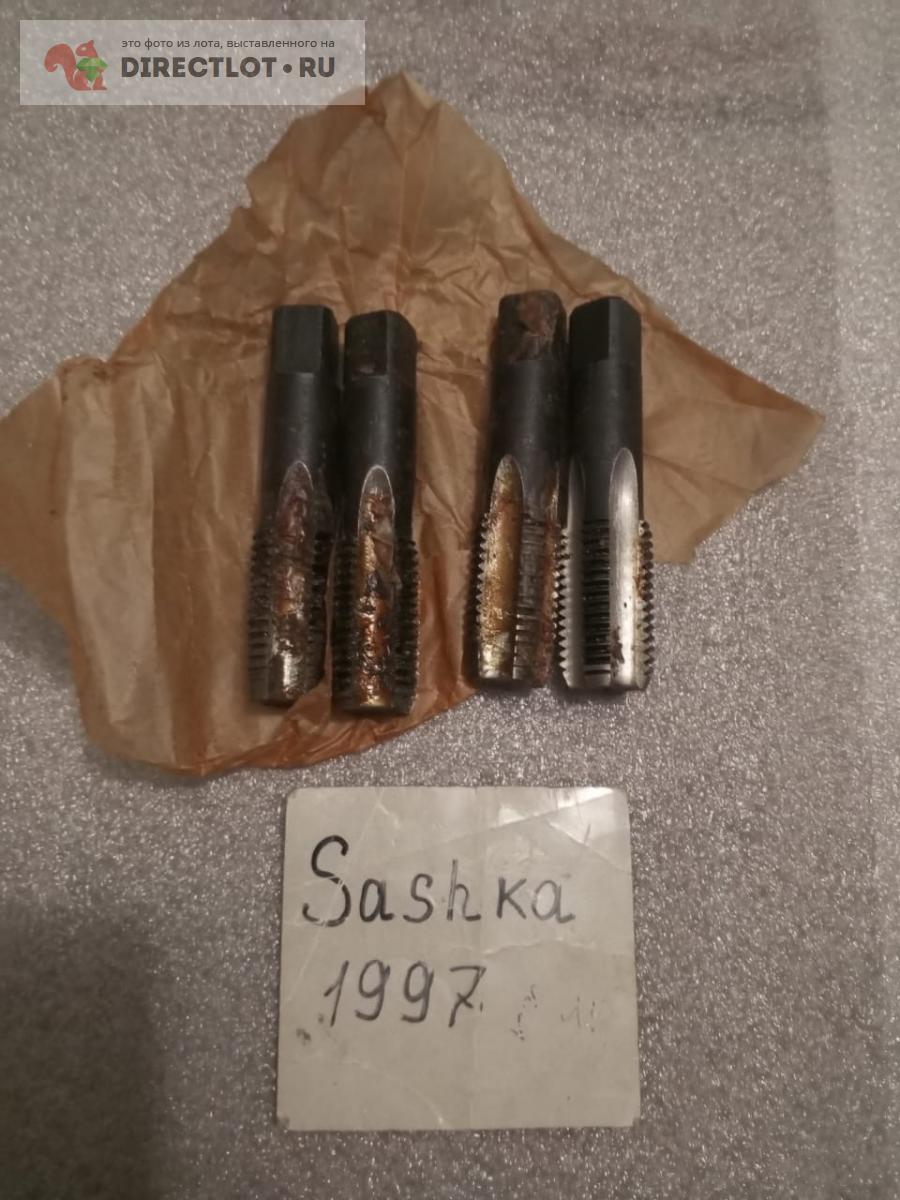 это фото из лота, выставленного на
DIRECTLOT.RU
Sashka
1997